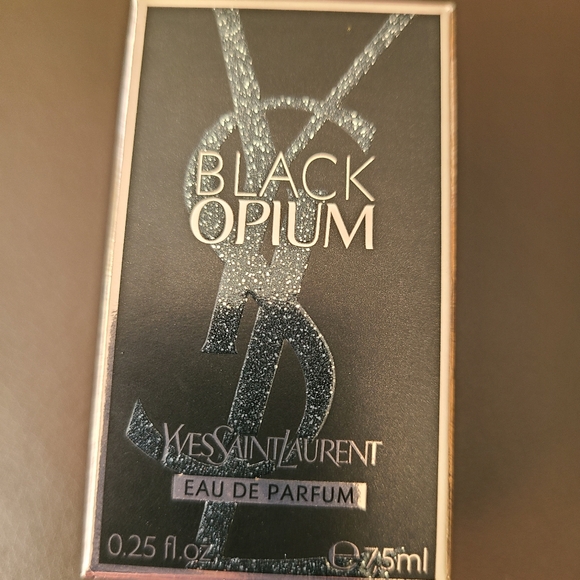 BLACK
OPIUM
YVES SAINT LAURENT
EAU DE PARFUM
0.25 fl.oz ℮ 7.5ml